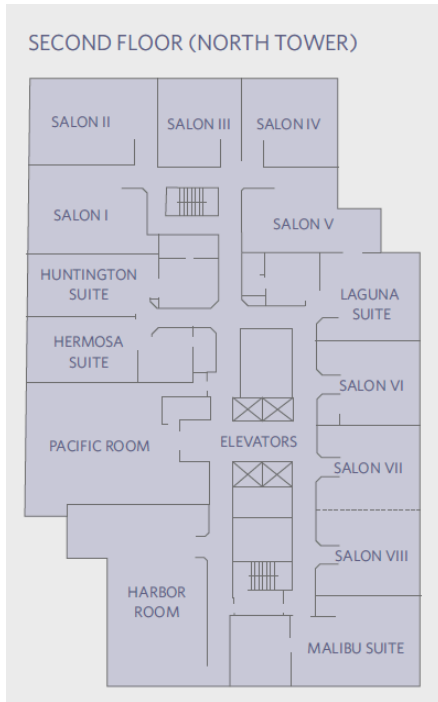 SECOND FLOOR (NORTH TOWER)
SALON II
SALON III
SALON IV
SALON I
SALON V
HUNTINGTON
SUITE
LAGUNA
SUITE
HERMOSA
SUITE
SALON VI
PACIFIC ROOM
ELEVATORS
SALON VII
SALON VIII
HARBOR
ROOM
MALIBU SUITE